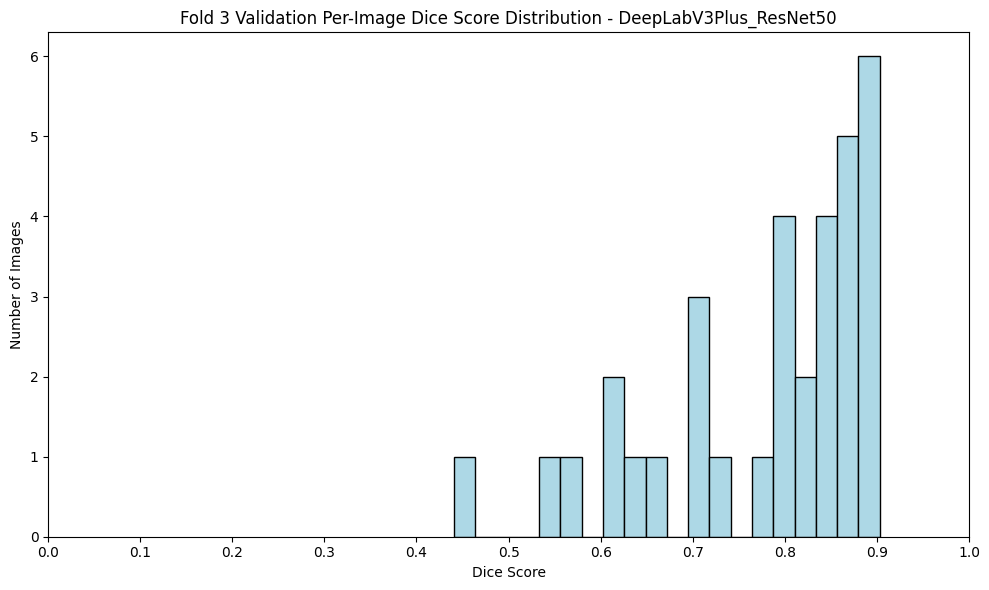 Fold 3 Validation Per-Image Dice Score Distribution - DeepLabV3Plus_ResNet50
Number of Images
6
5
4
3
2
1
0
0.0 0.1 0.2 0.3 0.4 0.5 0.6 0.7 0.8 0.9 1.0
Dice Score